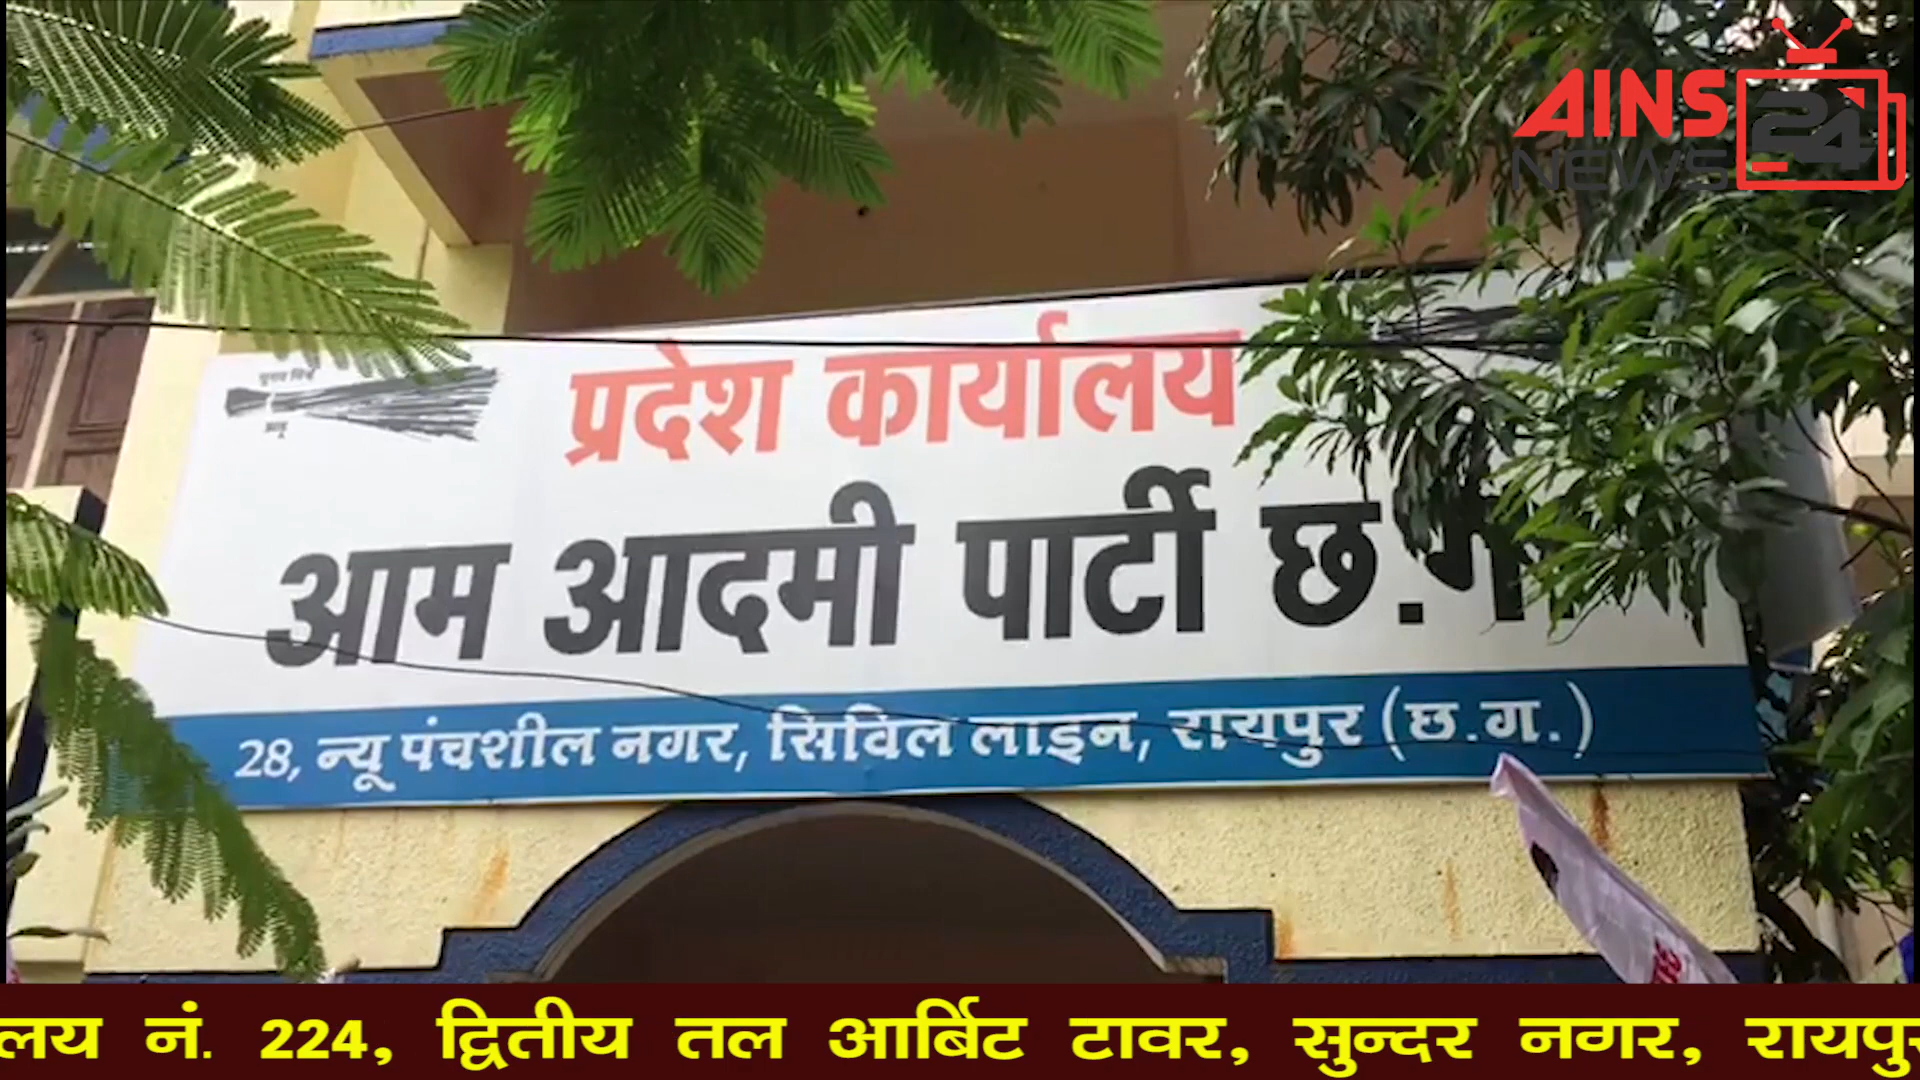 AINS 24
NEWS
चुनाव चिन्ह
झाडू
प्रदेश कार्यालय
आम आदमी पार्टी छ.ग.
28, न्यू पंचशील नगर, सिविल लाइन, रायपुर (छ.ग.)
लय नं. 224, द्वितीय तल आर्बिट टावर, सुन्दर नगर, रायपुर